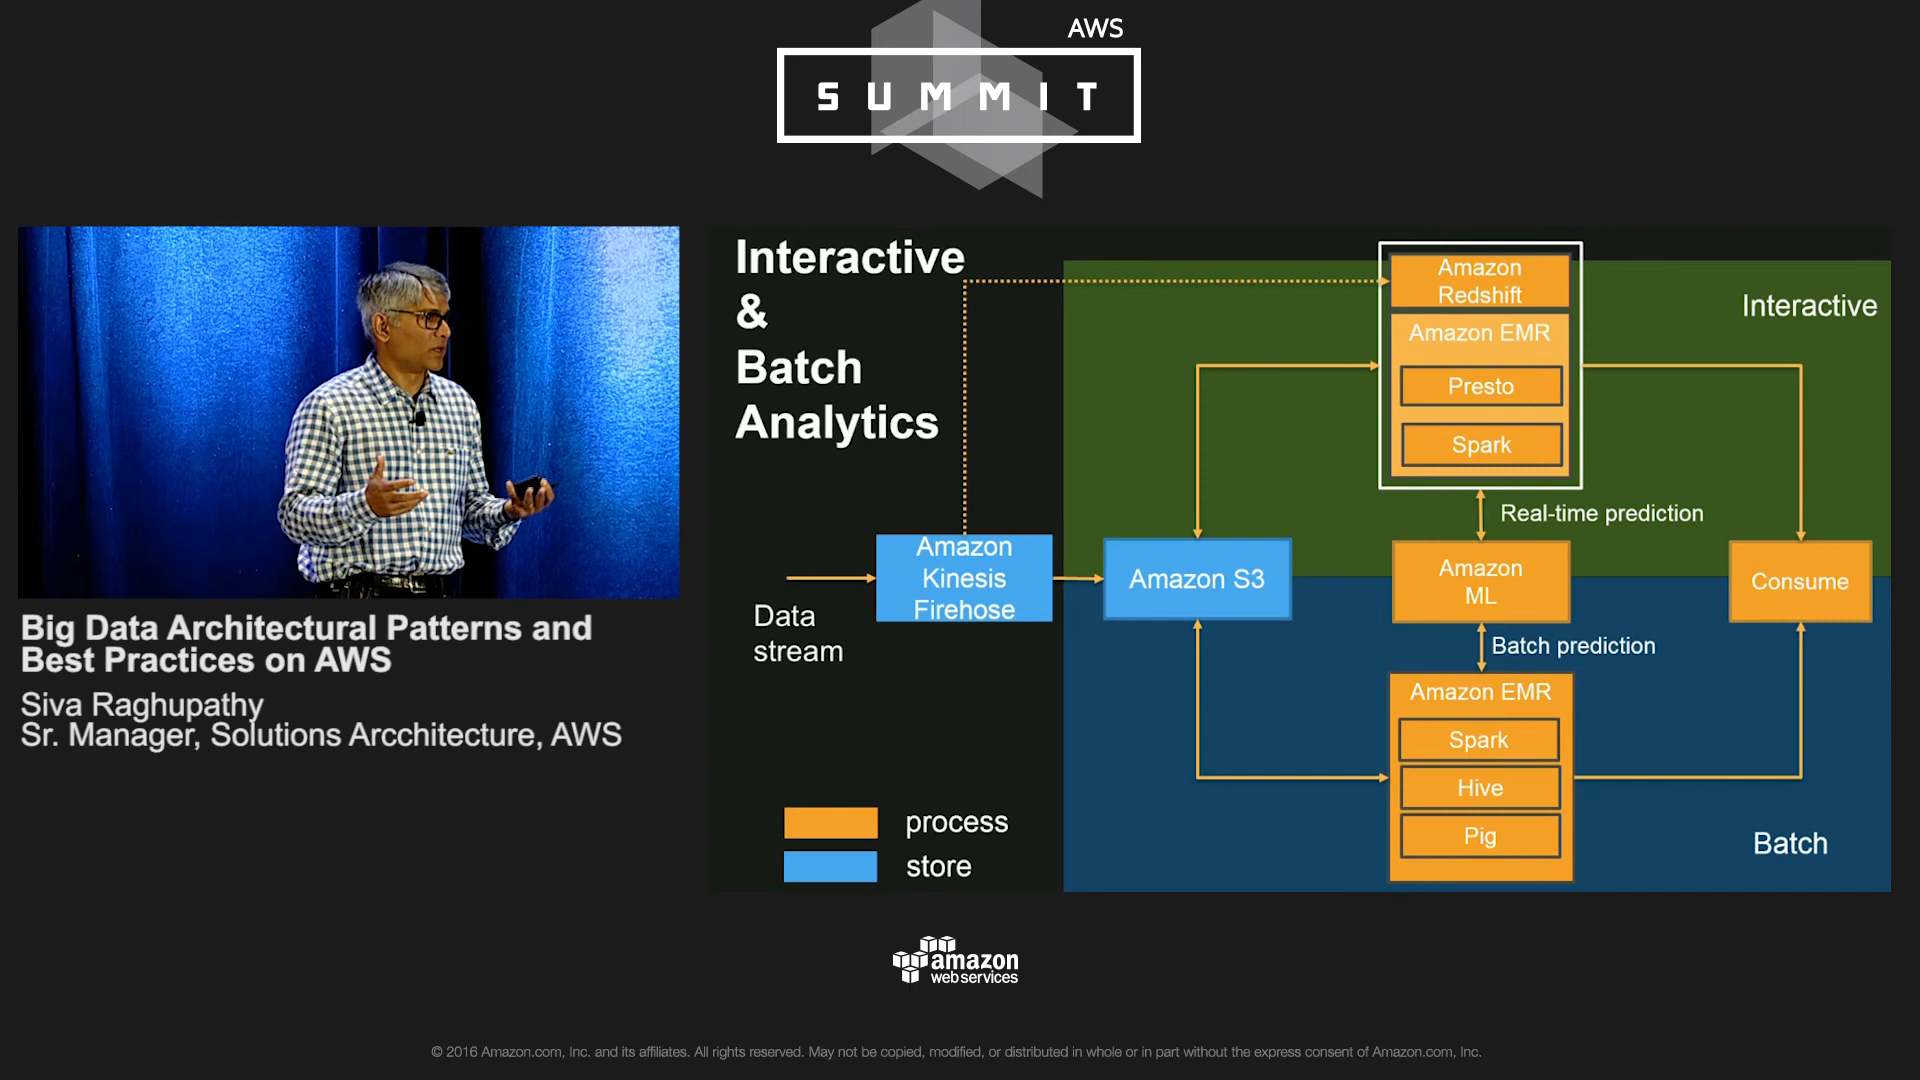 AWS
SUMMIT
Big Data Architectural Patterns and
Best Practices on AWS
Siva Raghupathy
Sr. Manager, Solutions Arcchitecture, AWS
Interactive
&
Batch
Analytics
Data
stream
Amazon
Kinesis
Firehose
Amazon S3
Amazon
Redshift
Amazon EMR
Presto
Spark
Interactive
Real-time prediction
Amazon
ML
Consume
Batch prediction
Amazon EMR
Spark
Hive
Pig
Batch
process
store
amazon
webservices
© 2016 Amazon.com, Inc. and its affiliates. All rights reserved. May not be copied, modified, or distributed in whole or in part without the express consent of Amazon.com, Inc.